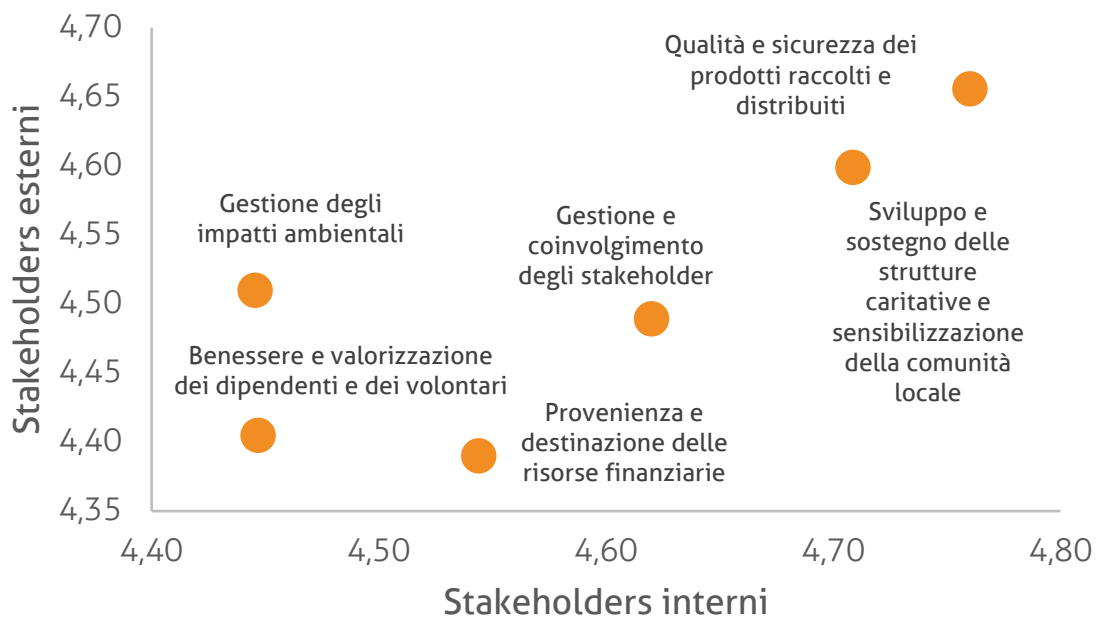 4,70
4,65
4,60
4,55
4,50
4,45
4,40
4,35
Stakeholders esterni
Qualità e sicurezza dei
prodotti raccolti e
distribuiti
Gestione degli
impatti ambientali
Gestione e
coinvolgimento
degli stakeholder
Sviluppo e
sostegno delle
strutture
caritative e
sensibilizzazione
della comunità
locale
Benessere e valorizzazione
dei dipendenti e dei volontari
Provenienza e
destinazione delle
risorse finanziarie
4,40 4,50 4,60 4,70 4,80
Stakeholders interni